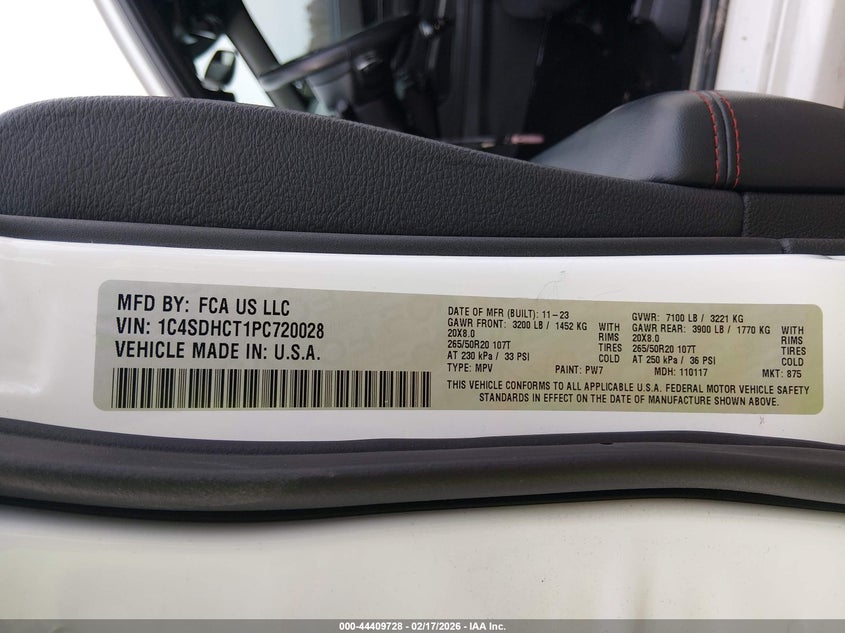 MFD BY: FCA US LLC
VIN: 1C4SDHCT1PC720028
VEHICLE MADE IN: U.S.A.
DATE OF MFR (BUILT): 11-23
GAWR FRONT: 3200 LB / 1452 KG WITH
20X8.0 RIMS
265/50R20 107T TIRES
AT 230 kPa / 33 PSI COLD
TYPE: MPV PAINT: PW7
GVWR: 7100 LB / 3221 KG
GAWR REAR: 3900 LB / 1770 KG WITH
20X8.0 RIMS
265/50R20 107T TIRES
AT 250 kPa / 36 PSI COLD
MDH: 110117 MKT: 875
THIS VEHICLE CONFORMS TO ALL APPLICABLE U.S.A. FEDERAL MOTOR VEHICLE SAFETY
STANDARDS IN EFFECT ON THE DATE OF MANUFACTURE SHOWN ABOVE.
000-44409728 - 02/17/2026 - IAA Inc.